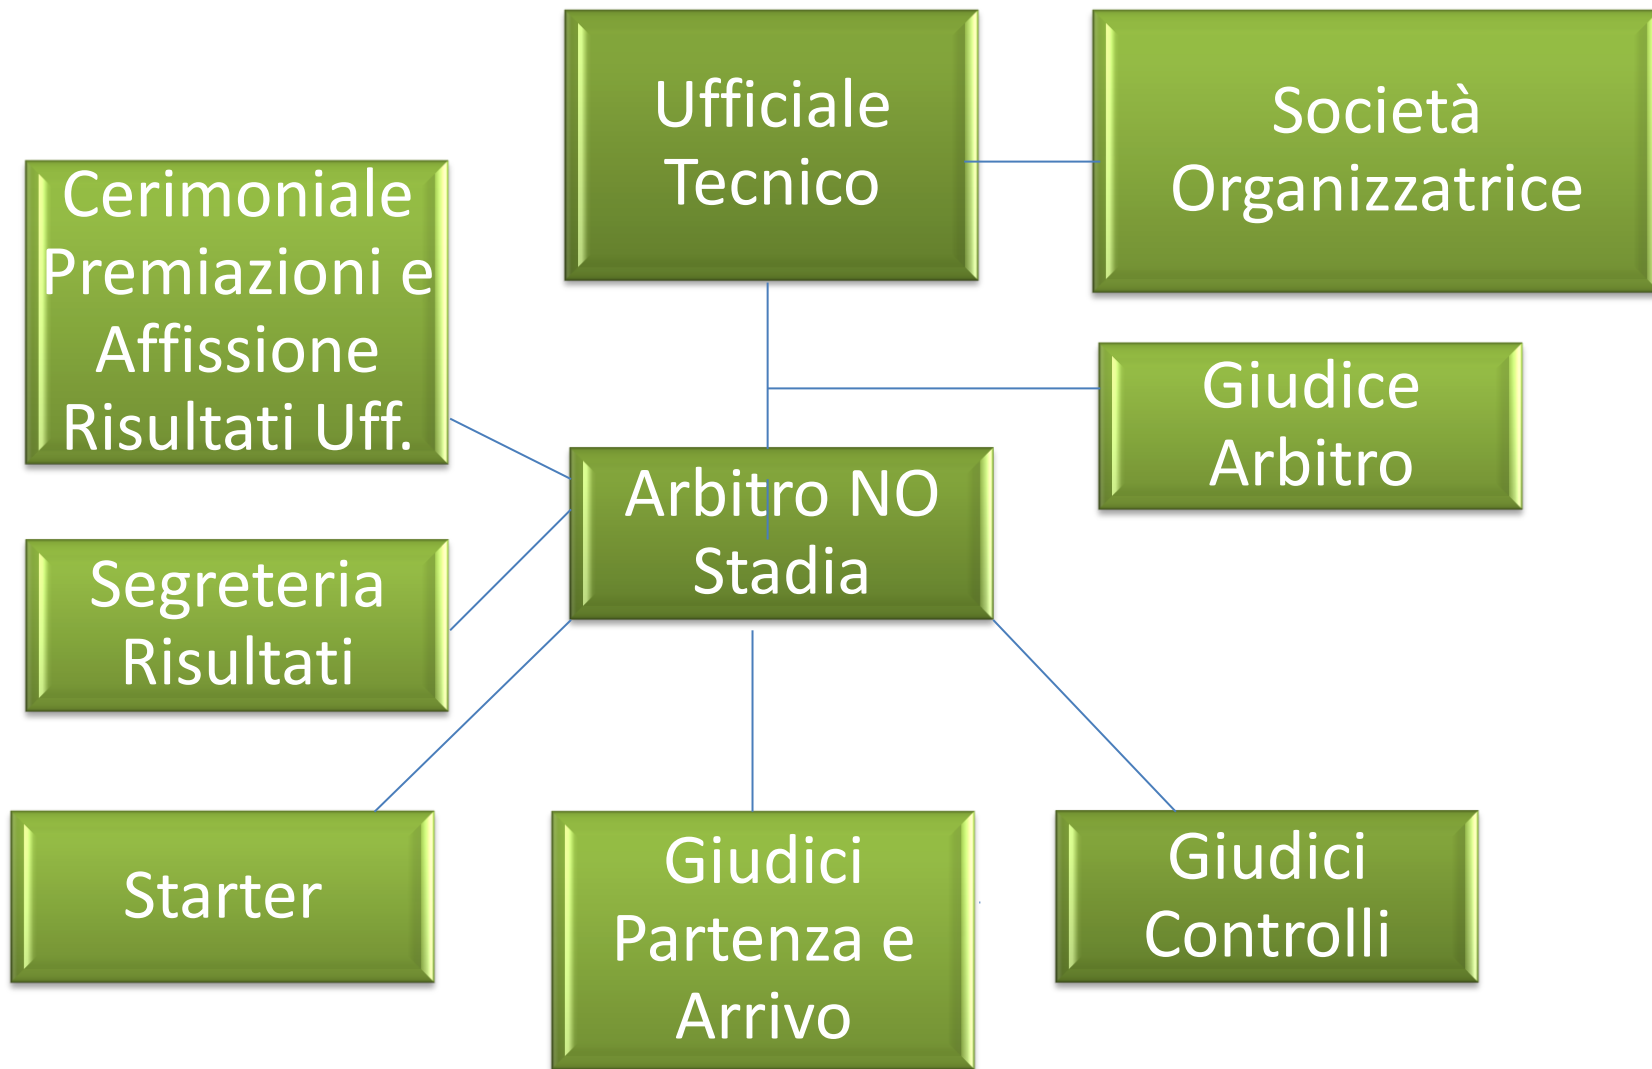 Ufficiale
Tecnico
Società
Organizzatrice
Cerimoniale
Premiazioni e
Affissione
Risultati Uff.
Giudice
Arbitro
Arbitro NO
Stadia
Segreteria
Risultati
Starter
Giudici
Partenza e
Arrivo
Giudici
Controlli